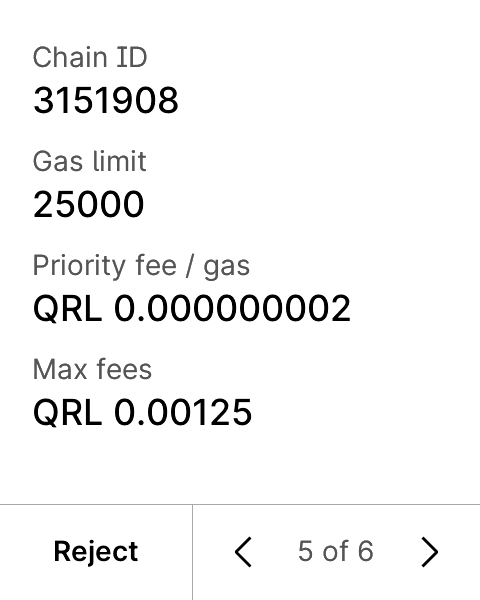 Chain ID
3151908
Gas limit
25000
Priority fee / gas
QRL 0.000000002
Max fees
QRL 0.00125
Reject
5 of 6